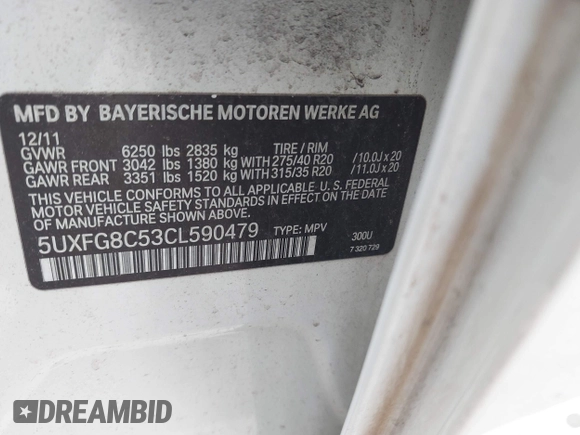 MFD BY BAYERISCHE MOTOREN WERKE AG
12/11
GVWR 6250 lbs 2835 kg TIRE / RIM
GAWR FRONT 3042 lbs 1380 kg WITH 275/40 R20 /10.0J x 20
GAWR REAR 3351 lbs 1520 kg WITH 315/35 R20 /11.0J x 20
THIS VEHICLE CONFORMS TO ALL APPLICABLE U. S. FEDERAL
MOTOR VEHICLE SAFETY STANDARDS IN EFFECT ON THE
DATE OF MANUFACTURE SHOWN ABOVE.
5UXFG8C53CL590479 TYPE: MPV 300U
7 320 729
DREAMBID